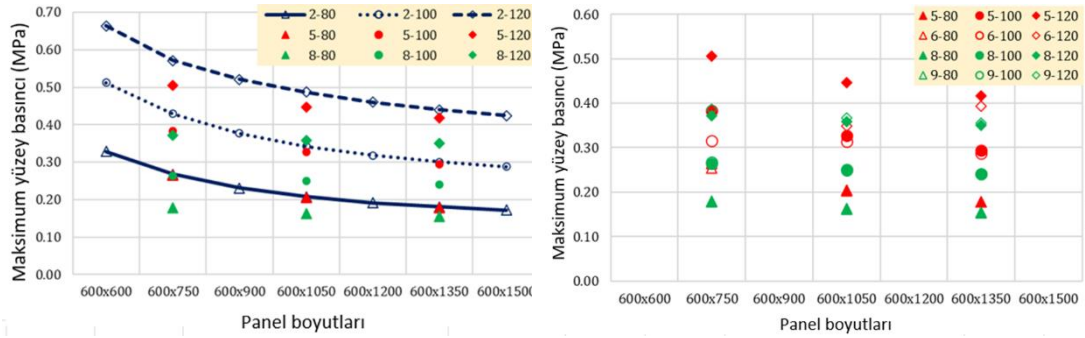 Maksimum yüzey basıncı (MPa)
0.70
0.60
0.50
0.40
0.30
0.20
0.10
0.00
2-80 2-100 2-120
5-80 5-100 5-120
8-80 8-100 8-120
600x600 600x750 600x900 600x1050 600x1200 600x1350 600x1500
Panel boyutları
Maksimum yüzey basıncı (MPa)
0.60
0.50
0.40
0.30
0.20
0.10
0.00
5-80 5-100 5-120
6-80 6-100 6-120
8-80 8-100 8-120
9-80 9-100 9-120
600x600 600x750 600x900 600x1050 600x1200 600x1350 600x1500
Panel boyutları